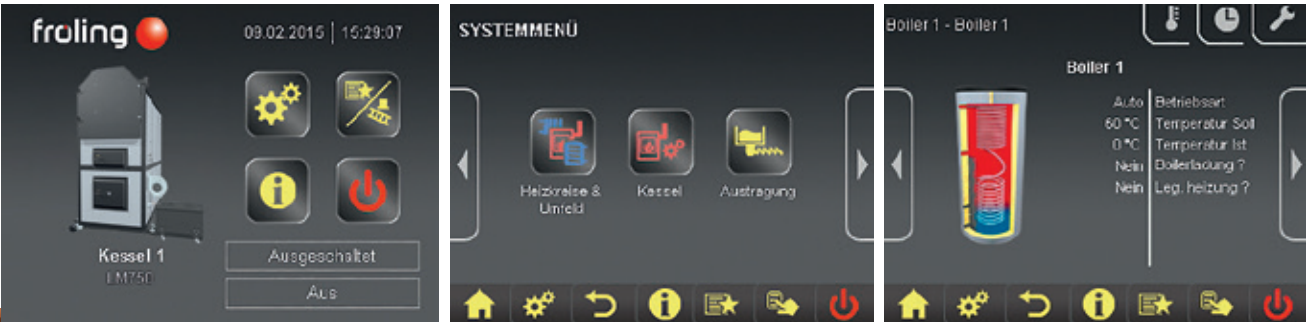 fröling
09.02.2015 | 15:29:07
Kessel 1
LM750
Ausgeschaltet
Aus
SYSTEMMENÜ
Heizkreise &
Umfeld
Kessel
Austragung
Boiler 1 - Boiler 1
Boiler 1
Auto Betriebsart
60 °C Temperatur Soll
0 °C Temperatur Ist
Nein Boilerladung ?
Nein Leg. heizung ?